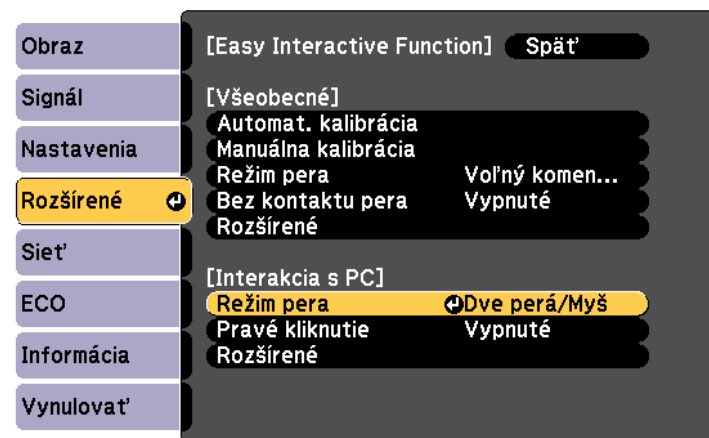 Obraz
Signál
Nastavenia
Rozšírené
Sieť
ECO
Informácia
Vynulovať
[Easy Interactive Function] Späť
[Všeobecné]
Automat. kalibrácia
Manuálna kalibrácia
Režim pera Voľný komen...
Bez kontaktu pera Vypnuté
Rozšírené
[Interakcia s PC]
Režim pera Dve perá/Myš
Pravé kliknutie Vypnuté
Rozšírené